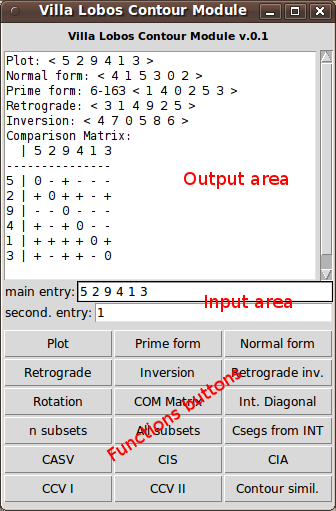 Villa Lobos Contour Module
Villa Lobos Contour Module v.0.1
Plot: < 5 2 9 4 1 3 >
Normal form: < 4 1 5 3 0 2 >
Prime form: 6-163 < 1 4 0 2 5 3 >
Retrograde: < 3 1 4 9 2 5 >
Inversion: < 4 7 0 5 8 6 >
Comparison Matrix:
| 5 2 9 4 1 3
---------------
5 | 0 - + - - -
2 | + 0 + + - +
9 | - - 0 - - -
4 | + - + 0 - -
1 | + + + + 0 +
3 | + - + + - 0
Output area
main entry: 5 2 9 4 1 3
Input area
second. entry: 1
Plot Prime form Normal form
Retrograde Inversion Retrograde inv.
Rotation COM Matrix Int. Diagonal
Functions buttons
n subsets All subsets Csegs from INT
CASV CIS CIA
CCV I CCV II Contour simil.